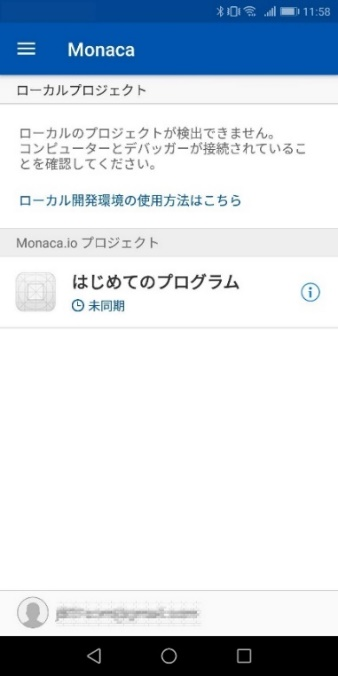 11:58
Monaca
ローカルプロジェクト
ローカルのプロジェクトが検出できません。
コンピューターとデバッガーが接続されているこ
とを確認してください。
ローカル開発環境の使用方法はこちら
Monaca.io プロジェクト
はじめてのプログラム
未同期